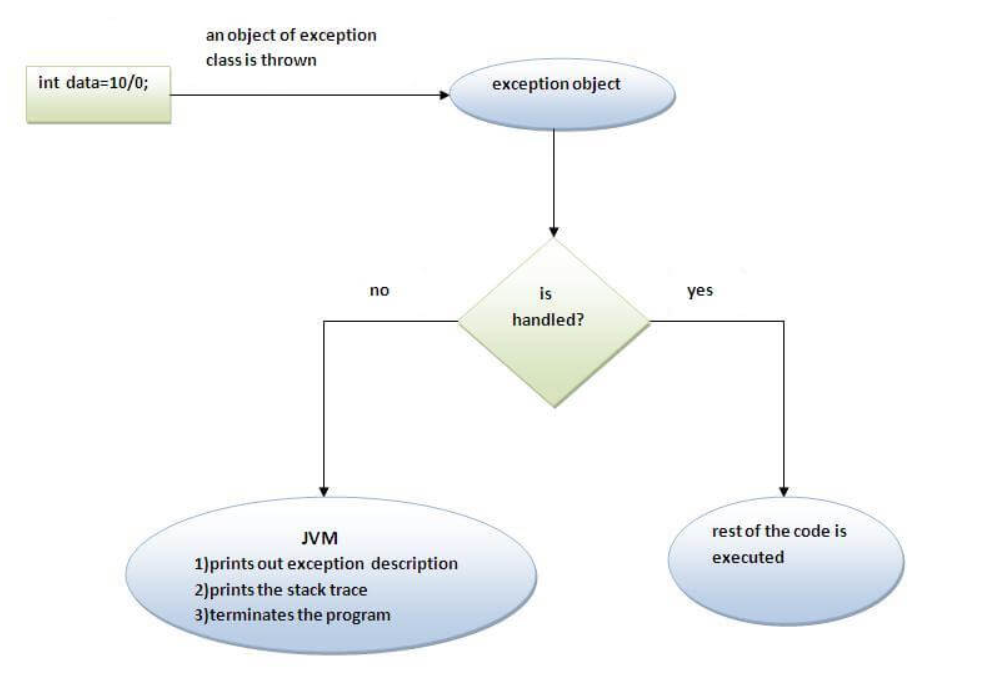 an object of exception
class is thrown
int data=10/0;
exception object
no
is
handled?
yes
JVM
1)prints out exception description
2)prints the stack trace
3)terminates the program
rest of the code is
executed